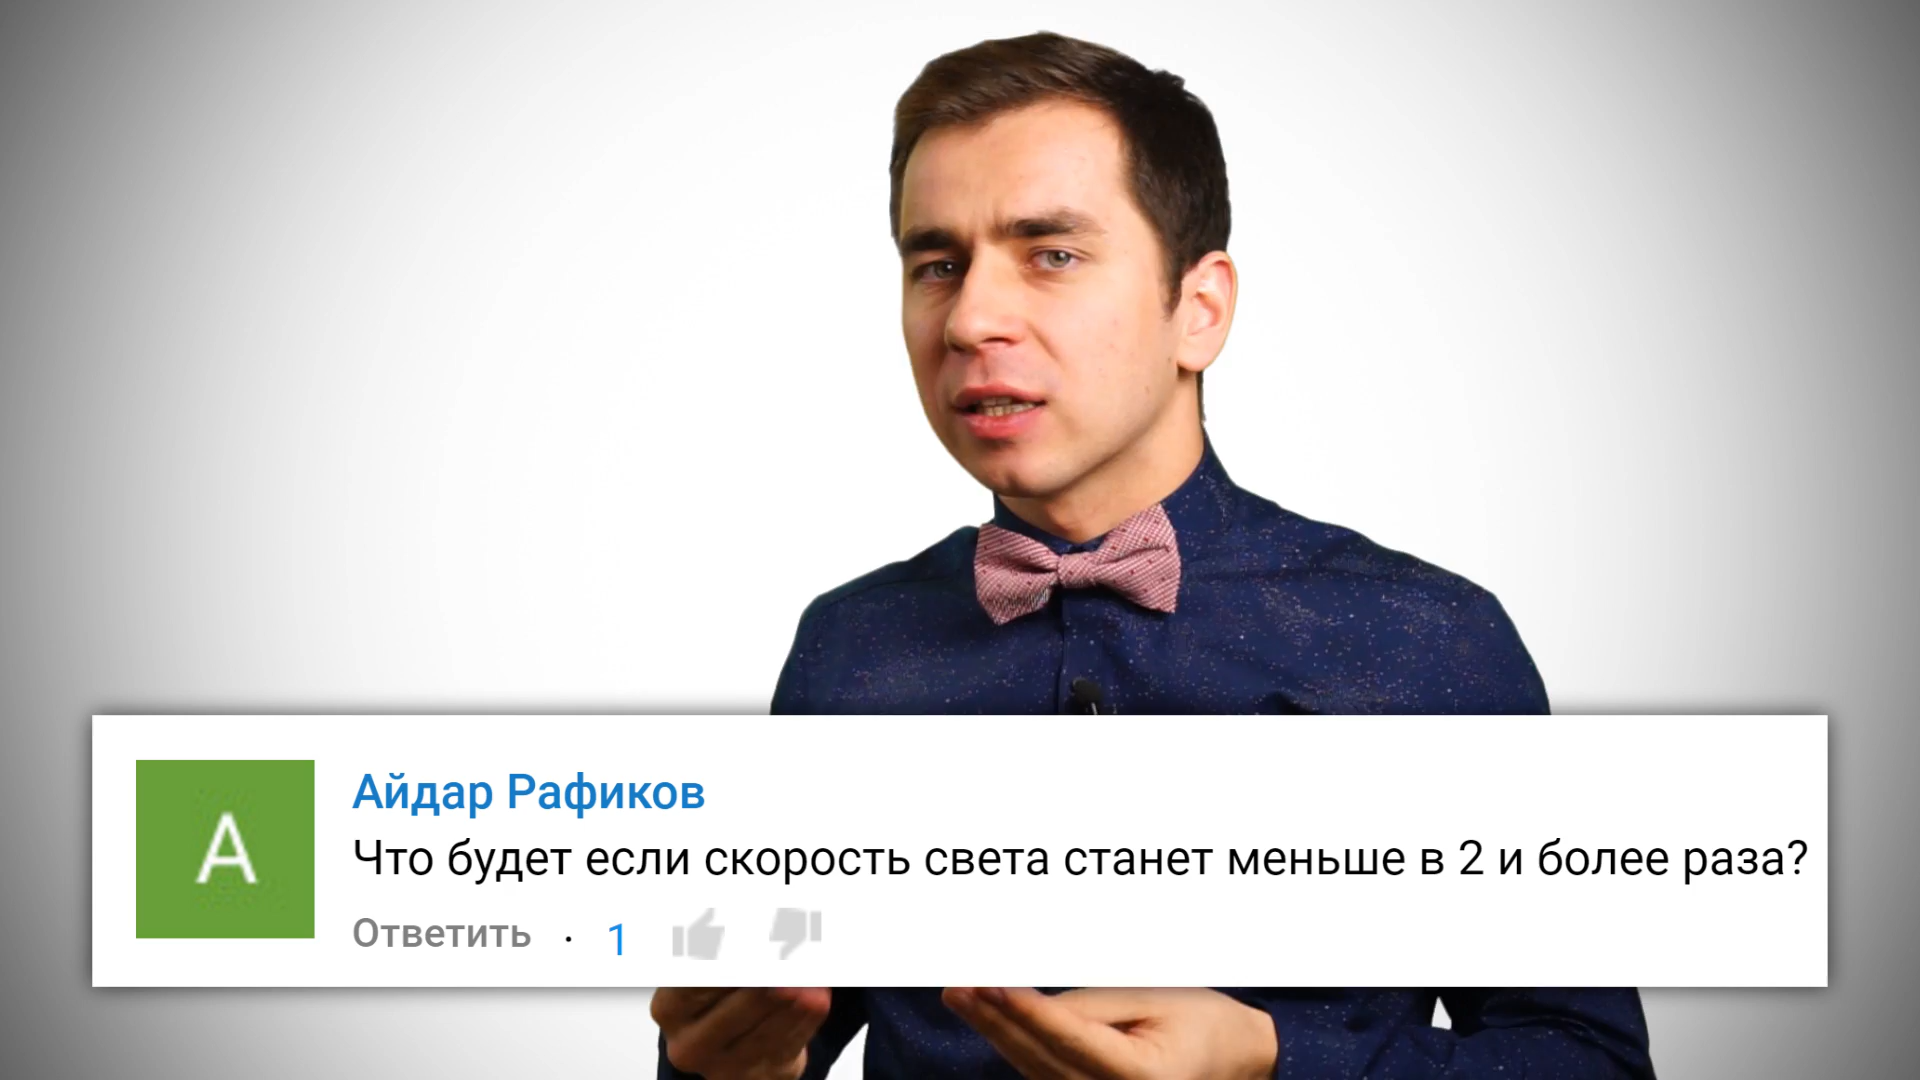 А
Айдар Рафиков
Что будет если скорость света станет меньше в 2 и более раза?
Ответить · 1